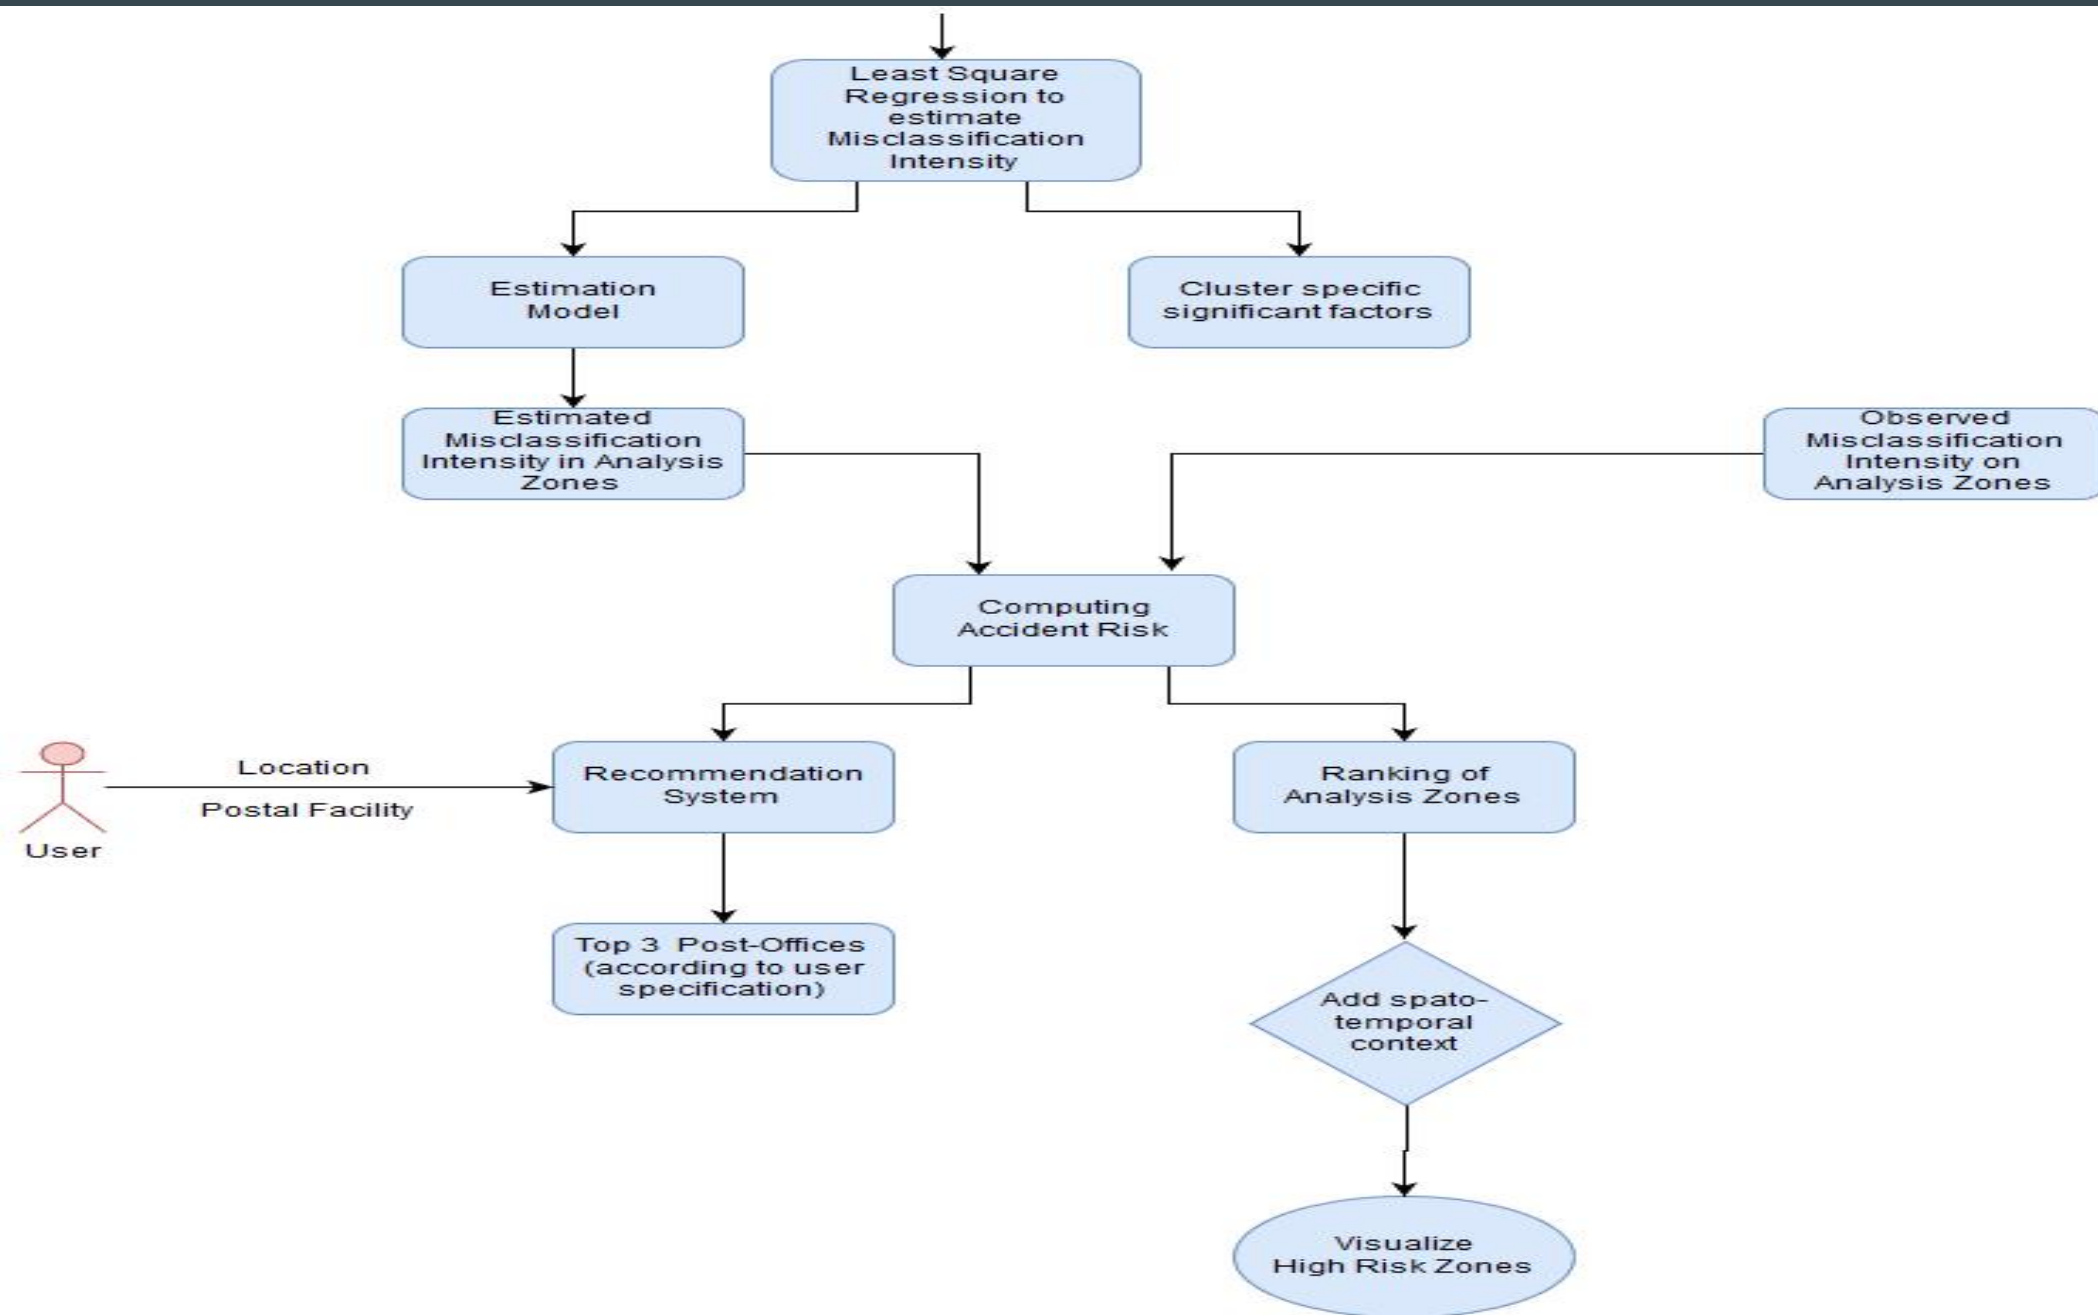 Least Square
Regression to
estimate
Misclassification
Intensity
Estimation
Model
Cluster specific
significant factors
Estimated
Misclassification
Intensity in Analysis
Zones
Observed
Misclassification
Intensity on
Analysis Zones
Computing
Accident Risk
Location
Postal Facility
User
Recommendation
System
Ranking of
Analysis Zones
Top 3 Post-Offices
(according to user
specification)
Add spato-
temporal
context
Visualize
High Risk Zones